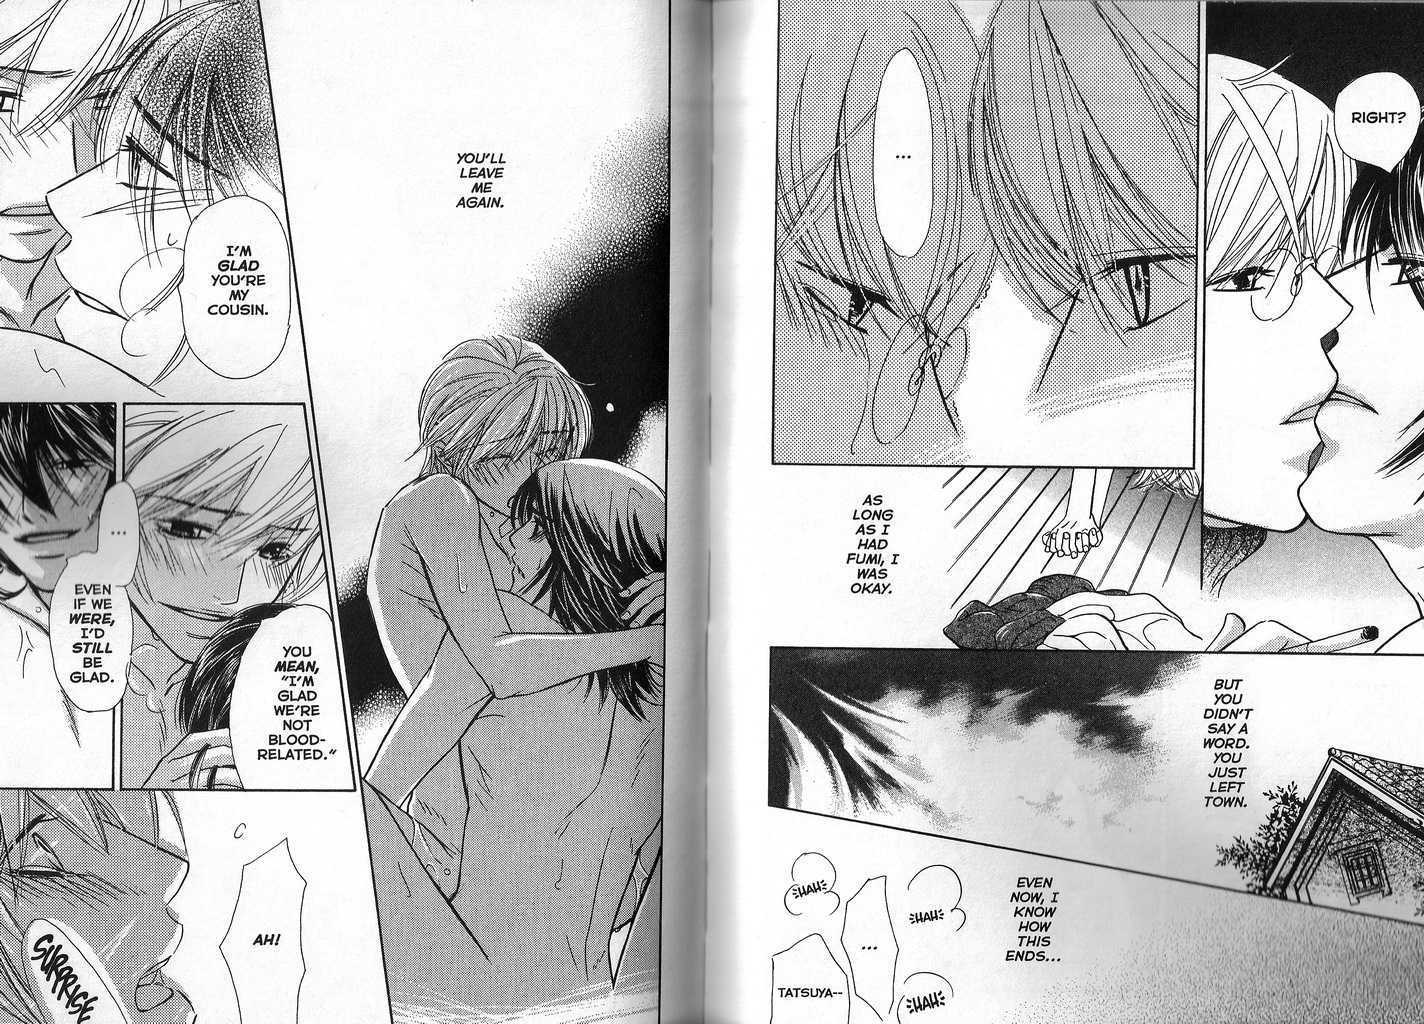 RIGHT?
...
AS
LONG
AS I
HAD
FUMI, I
WAS
OKAY.
BUT
YOU
DIDN'T
SAY A
WORD.
YOU
JUST
LEFT
TOWN.
EVEN
NOW, I
KNOW
HOW
THIS
ENDS...
HAH
HAH
HAH
...
TATSUYA--
YOU'LL
LEAVE
ME
AGAIN.
I'M
GLAD
YOU'RE
MY
COUSIN.
YOU
MEAN,
"I'M
GLAD
WE'RE
NOT
BLOOD-
RELATED."
...
EVEN
IF WE
WERE,
I'D
STILL
BE
GLAD.
AH!
SURPRISE